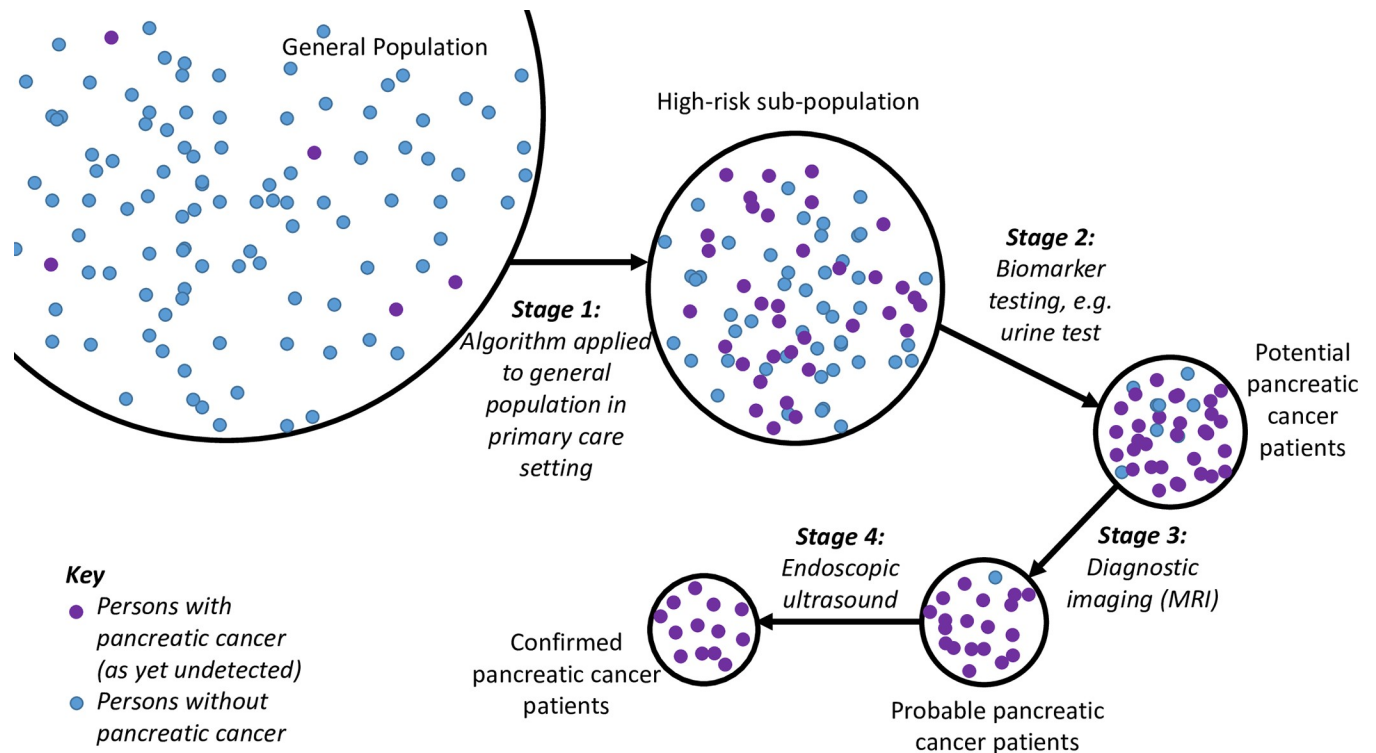 General Population
High-risk sub-population
Stage 1:
Algorithm applied
to general
population in
primary care
setting
Stage 2:
Biomarker
testing, e.g.
urine test
Potential
pancreatic
cancer
patients
Stage 3:
Diagnostic
imaging (MRI)
Stage 4:
Endoscopic
ultrasound
Probable pancreatic
cancer patients
Confirmed
pancreatic cancer
patients
Key
Persons with
pancreatic cancer
(as yet undetected)
Persons without
pancreatic cancer